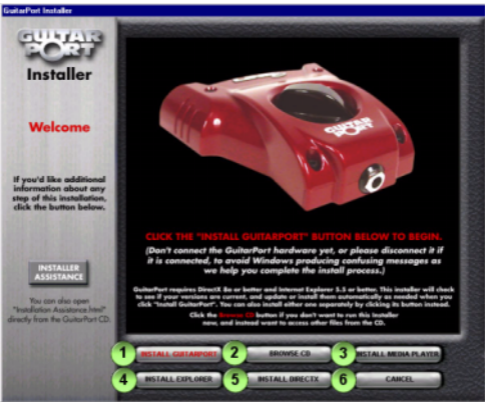 GuitarPort Installer
GUITAR
PORT
Installer
Welcome
If you'd like additional
information about any
step of this installation,
click the button below.
INSTALLER
ASSISTANCE
You can also open
"Installation Assistance.html"
directly from the GuitarPort CD.
GUITAR
PORT
CLICK THE "INSTALL GUITARPORT" BUTTON BELOW TO BEGIN.
(Don't connect the GuitarPort hardware yet, or please disconnect it if
it is connected, to avoid Windows producing confusing messages as
we help you complete the install process.)
GuitarPort requires DirectX 8a or better and Internet Explorer 5.5 or better. This installer will check
to see if your versions are current, and update or install them automatically as needed when you
click "Install GuitarPort". You can also install either one separately by clicking its button instead.
Click the Browse CD button if you don't want to run this installer
now, and instead want to access other files from the CD.
1 INSTALL GUITARPORT 2 BROWSE CD 3 INSTALL MEDIA PLAYER
4 INSTALL EXPLORER 5 INSTALL DIRECTX 6 CANCEL